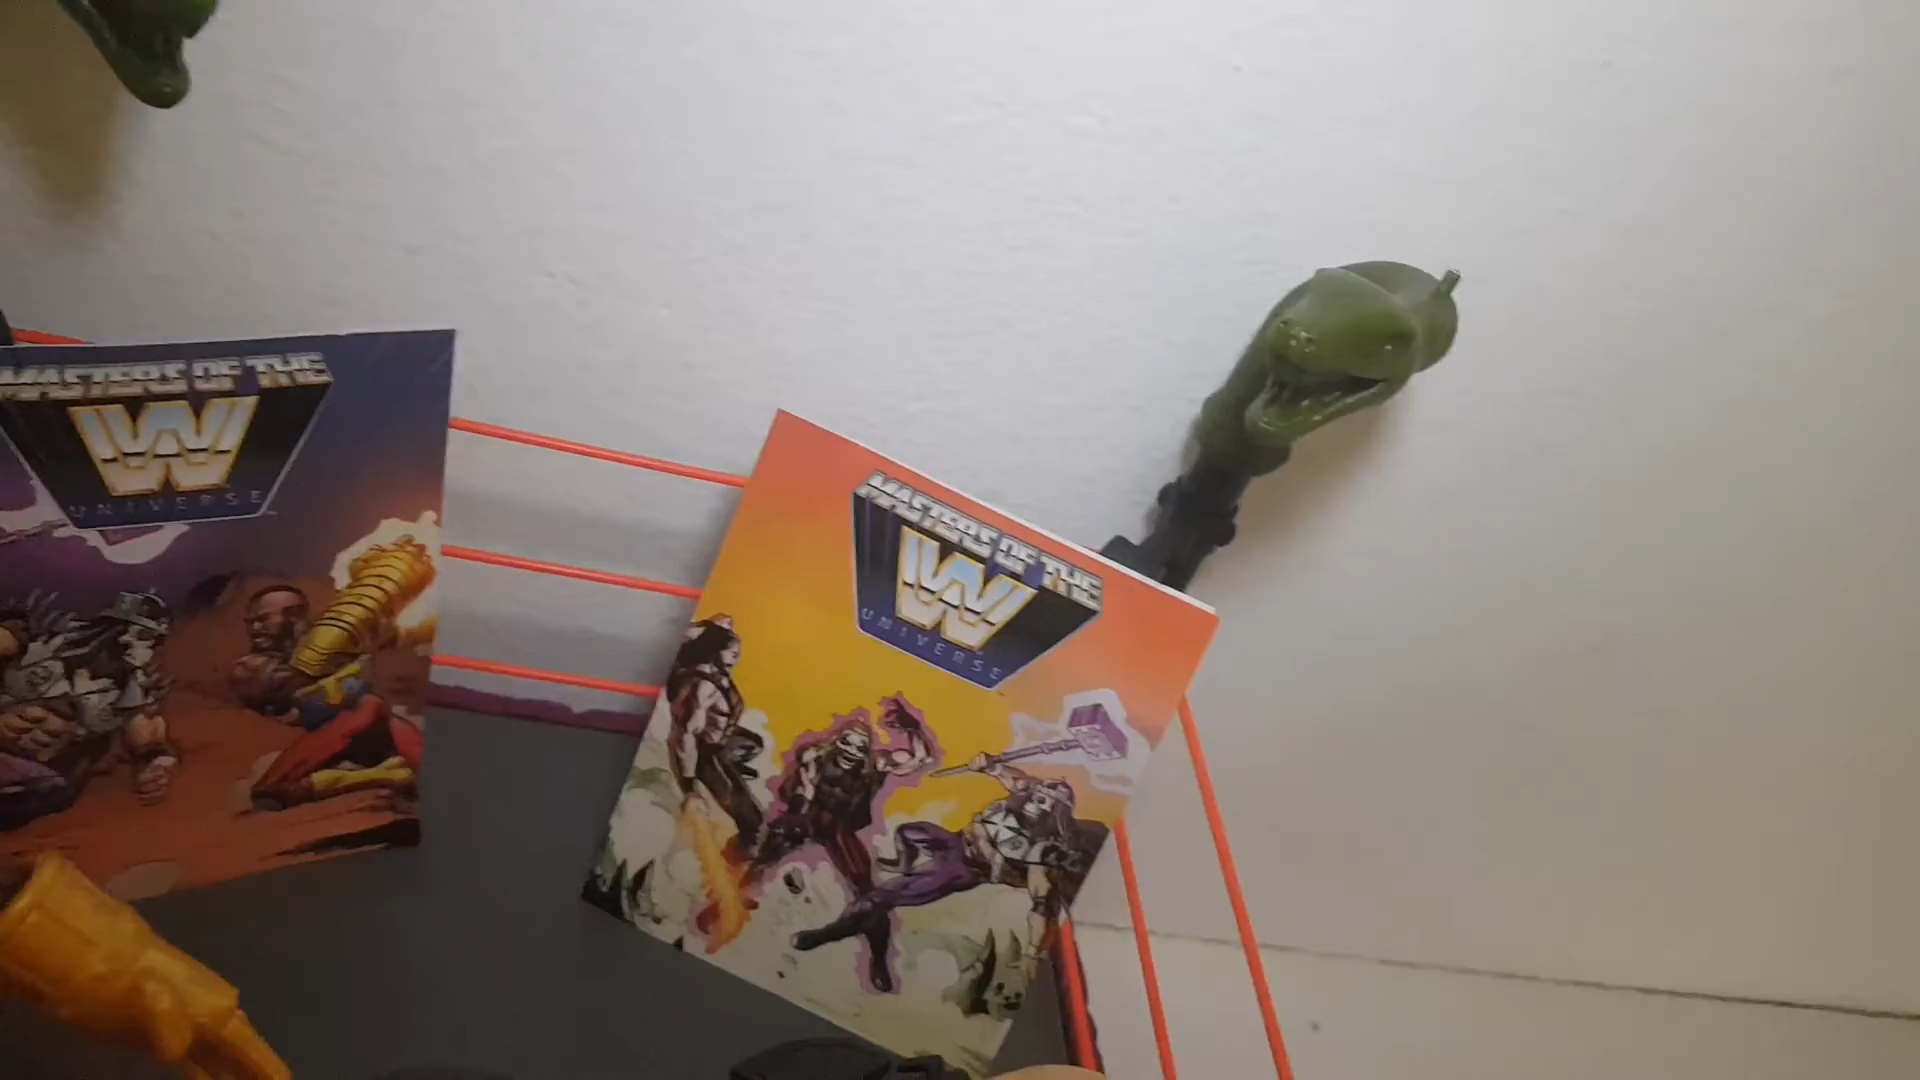 MASTERS OF THE
W
UNIVERSE
MASTERS OF THE
W
UNIVERSE